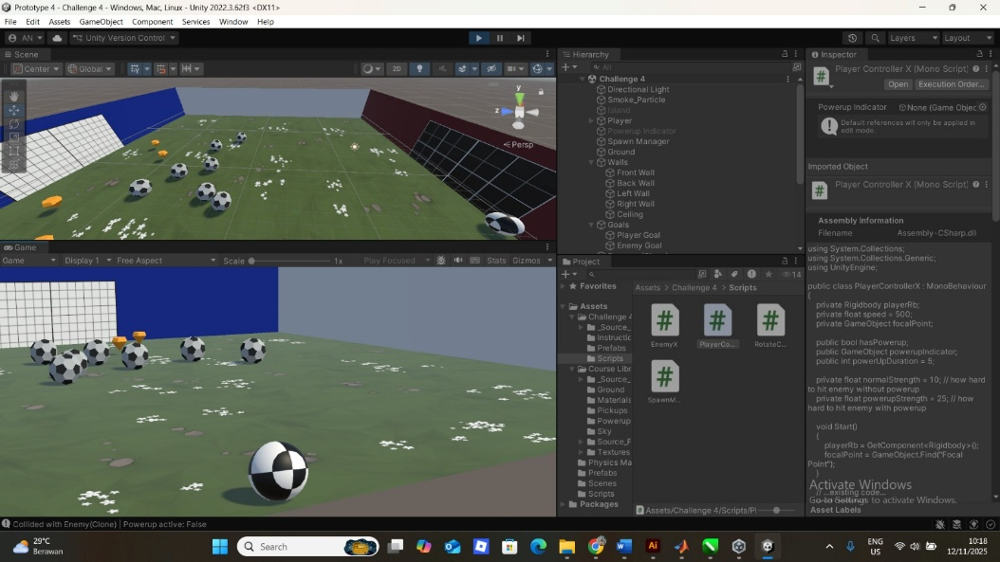 Prototype 4 - Challenge 4 - Windows, Mac, Linux - Unity 2022.3.62f3 <DX11>
File Edit Assets GameObject Component Services Window Help
AN Unity Version Control Layers Layout
Scene
Center Global 2D
y
z
Persp
Game
Game Display 1 Free Aspect Scale 1x Play Focused Stats Gizmos
Hierarchy
All
Challenge 4
Directional Light
Smoke_Particle
Island
Player
Powerup Indicator
Spawn Manager
Ground
Walls
Front Wall
Back Wall
Left Wall
Right Wall
Ceiling
Goals
Player Goal
Enemy Goal
Project
14
Favorites
Assets
Challenge 4
_Source_
Instructic
Prefabs
Scripts
Course Libr
_Source_
Ground
Materials
Pickups
Powerup
Sky
Source_F
Textures
Physics Ma
Prefabs
Scenes
Scripts
Packages
Assets > Challenge 4 > Scripts
EnemyX
PlayerCo...
RotateC...
SpawnM...
Assets/Challenge 4/Scripts/Pl
Inspector
Player Controller X (Mono Script)
Open Execution Order...
Powerup Indicator None (Game Objec
Default references will only be applied in
edit mode.
Imported Object
Player Controller X (Mono Script)
Assembly Information
Filename Assembly-CSharp.dll
using System.Collections;
using System.Collections.Generic;
using UnityEngine;
public class PlayerControllerX : MonoBehaviour
{
private Rigidbody playerRb;
private float speed = 500;
private GameObject focalPoint;
public bool hasPowerup;
public GameObject powerupIndicator;
public int powerUpDuration = 5;
private float normalStrength = 10; // how hard
to hit enemy without powerup
private float powerupStrength = 25; // how
hard to hit enemy with powerup
void Start()
{
playerRb = GetComponent<Rigidbody>();
focalPoint = GameObject.Find("Focal
Point");
}
// ...existing code...
Activate Windows
Go to Settings to activate Windows.
Asset Labels
Collided with Enemy(Clone) | Powerup active: False
29°C
Berawan
Search
ENG
US
10:18
12/11/2025